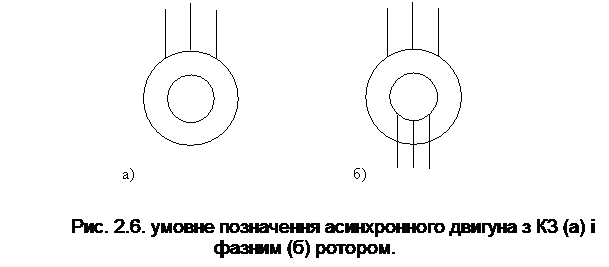 а)
б)
Рис. 2.6. умовне позначення асинхронного двигуна з КЗ (а) і
фазним (б) ротором.